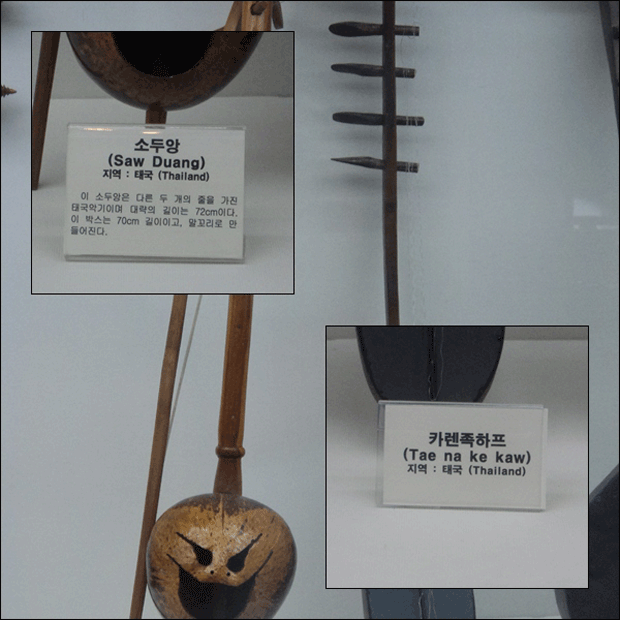 소두앙
(Saw Duang)
지역 : 태국 (Thailand)
이 소두앙은 다른 두 개의 줄을 가진
태국악기이며 대략의 길이는 72cm이다.
이 박스는 70cm 길이이고, 말꼬리로 만
들어진다.
카렌족하프
(Tae na ke kaw)
지역 : 태국 (Thailand)